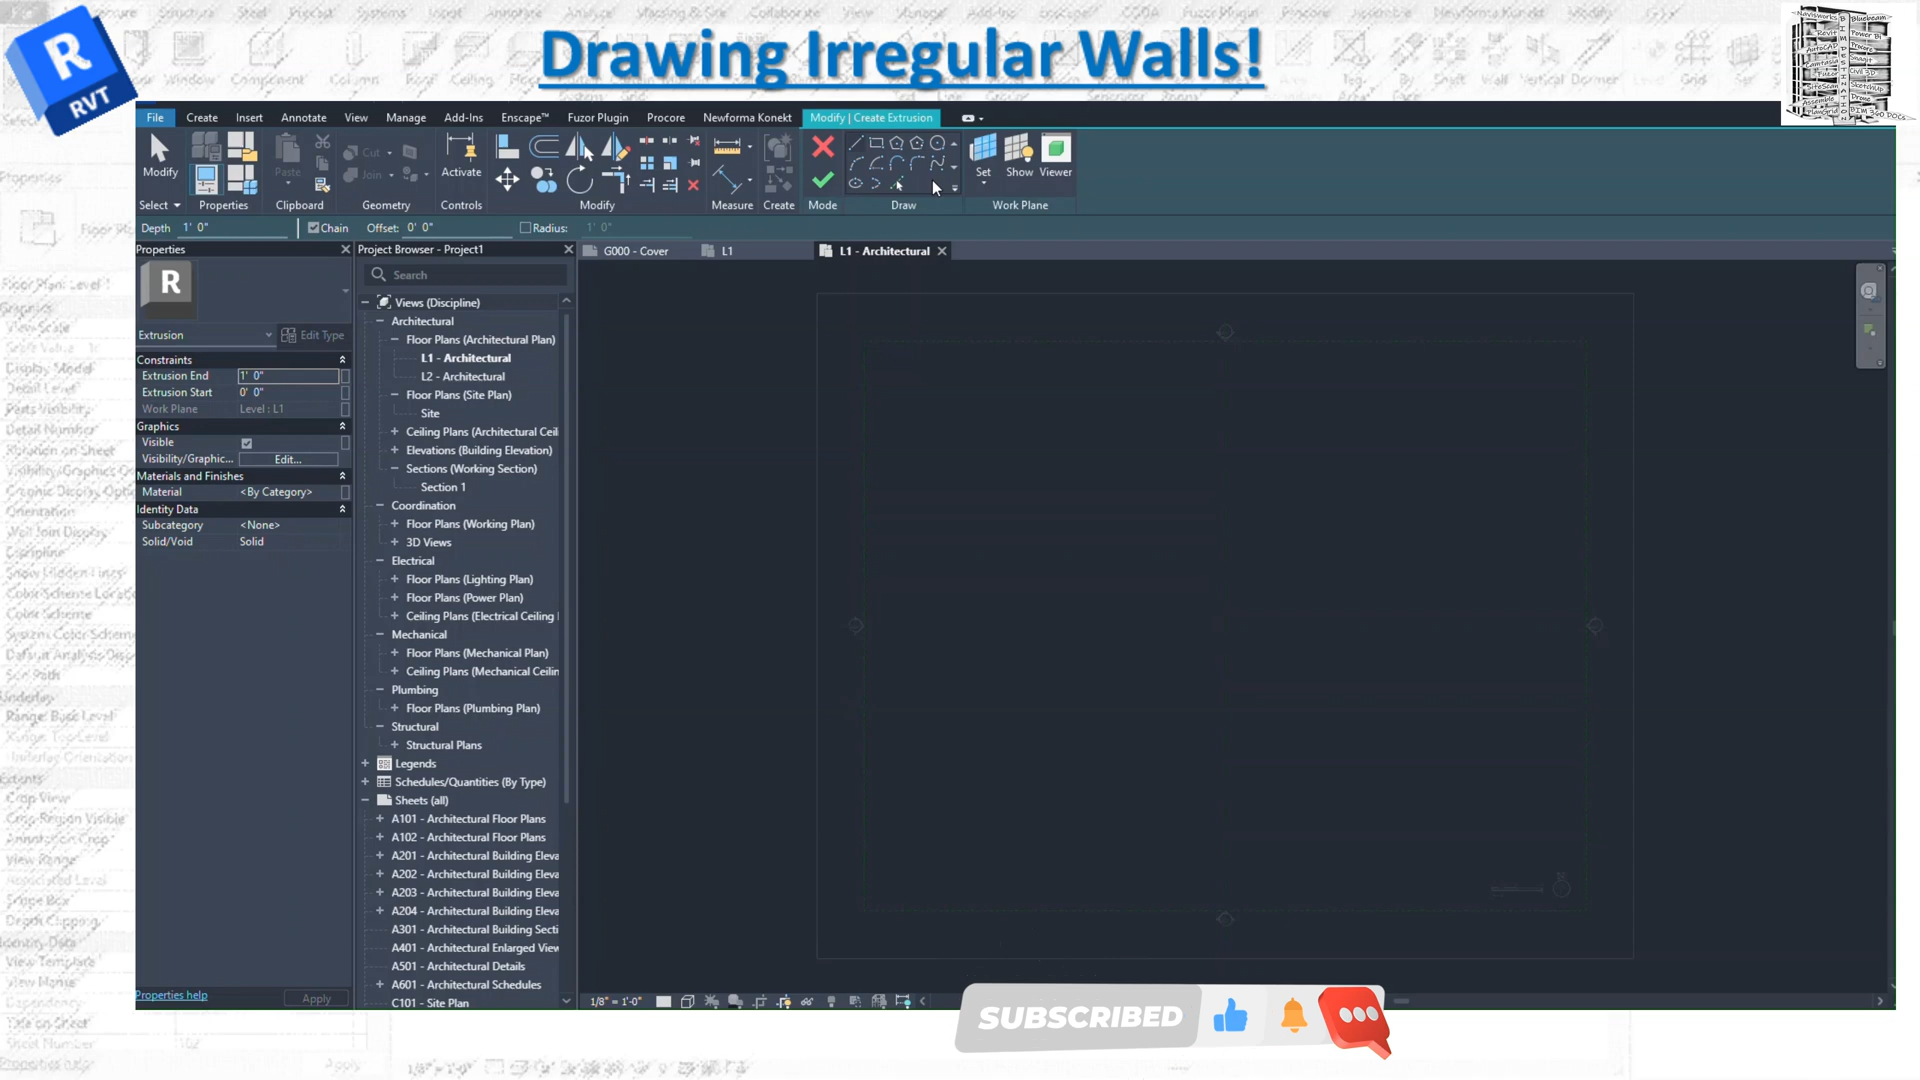 Drawing Irregular Walls!
R
RVT
File Create Insert Annotate View Manage Add-Ins Enscape™ Fuzor Plugin Procore Newforma Konekt Modify | Create Extrusion
Modify Paste Cut Join Activate Set Show Viewer
Select Properties Clipboard Geometry Controls Modify Measure Create Mode Draw Work Plane
Depth 1' 0" Chain Offset: 0' 0" Radius: 1' 0"
Properties
R
Extrusion Edit Type
Constraints
Extrusion End 1' 0"
Extrusion Start 0' 0"
Work Plane Level : L1
Graphics
Visible
Visibility/Graphic... Edit...
Materials and Finishes
Material <By Category>
Identity Data
Subcategory <None>
Solid/Void Solid
Properties help Apply
Project Browser - Project1
Search
Views (Discipline)
Architectural
Floor Plans (Architectural Plan)
L1 - Architectural
L2 - Architectural
Floor Plans (Site Plan)
Site
Ceiling Plans (Architectural Ceil
Elevations (Building Elevation)
Sections (Working Section)
Section 1
Coordination
Floor Plans (Working Plan)
3D Views
Electrical
Floor Plans (Lighting Plan)
Floor Plans (Power Plan)
Ceiling Plans (Electrical Ceiling
Mechanical
Floor Plans (Mechanical Plan)
Ceiling Plans (Mechanical Ceilin
Plumbing
Floor Plans (Plumbing Plan)
Structural
Structural Plans
Legends
Schedules/Quantities (By Type)
Sheets (all)
A101 - Architectural Floor Plans
A102 - Architectural Floor Plans
A201 - Architectural Building Eleva
A202 - Architectural Building Eleva
A203 - Architectural Building Eleva
A204 - Architectural Building Eleva
A301 - Architectural Building Secti
A401 - Architectural Enlarged View
A501 - Architectural Details
A601 - Architectural Schedules
C101 - Site Plan
G000 - Cover L1 L1 - Architectural
1/8" = 1'-0"
SUBSCRIBED